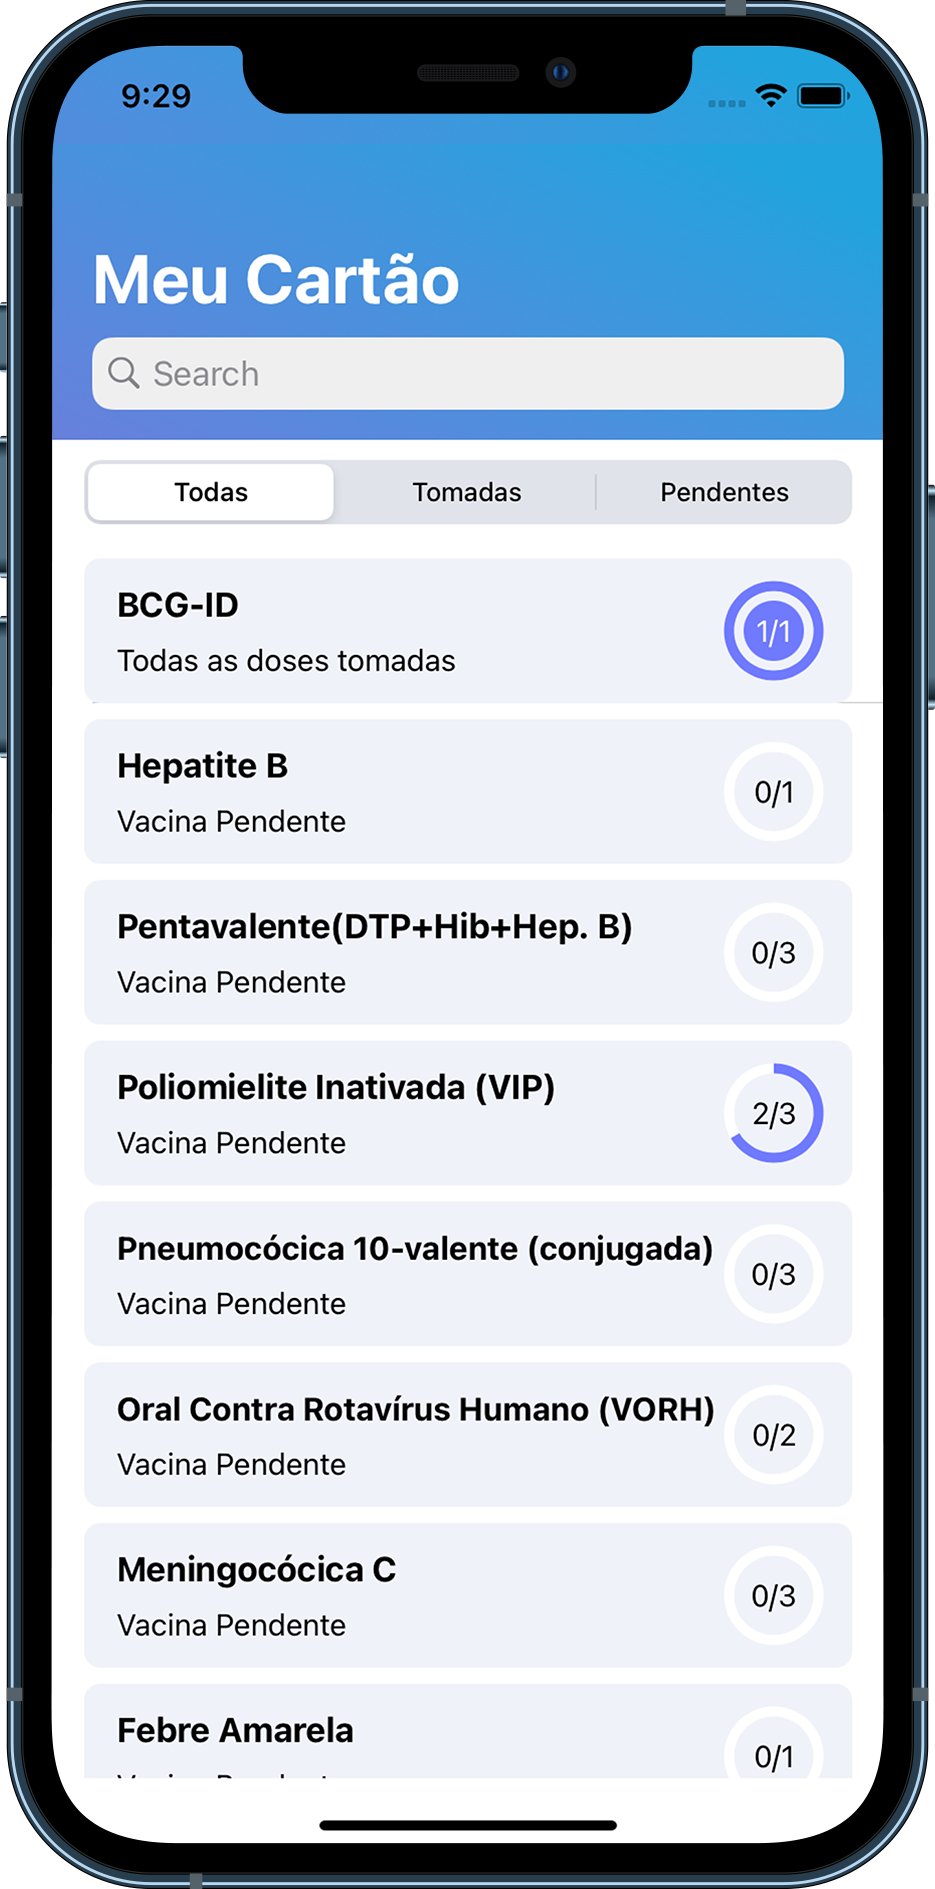 9:29
Meu Cartão
Search
Todas
Tomadas
Pendentes
BCG-ID
Todas as doses tomadas
1/1
Hepatite B
Vacina Pendente
0/1
Pentavalente(DTP+Hib+Hep. B)
Vacina Pendente
0/3
Poliomielite Inativada (VIP)
Vacina Pendente
2/3
Pneumocócica 10-valente (conjugada)
Vacina Pendente
0/3
Oral Contra Rotavírus Humano (VORH)
Vacina Pendente
0/2
Meningocócica C
Vacina Pendente
0/3
Febre Amarela
0/1